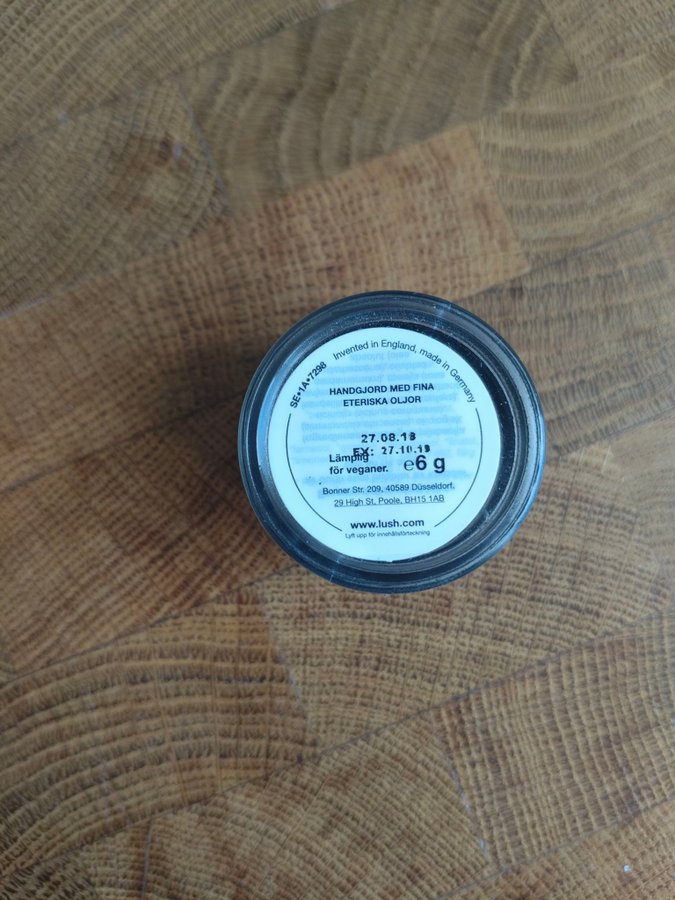 SE•1A•7298 Invented in England, made in Germany
HANDGJORD MED FINA
ETERISKA OLJOR
27.08.18
EX: 27.10.19
Lämplig
för veganer. e6 g
Bonner Str. 209, 40589 Düsseldorf,
29 High St, Poole, BH15 1AB
www.lush.com
Lyft upp för innehållsförteckning